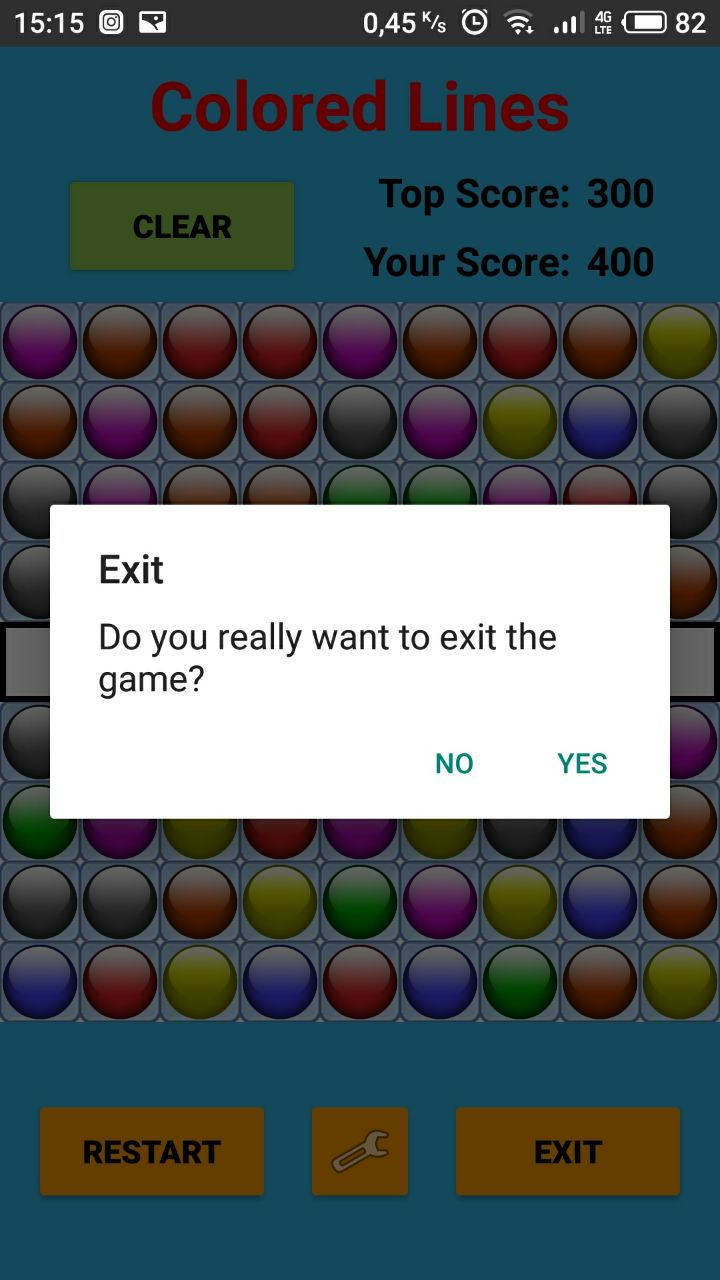 15:15 0,45 K/s 4G LTE 82
Colored Lines
CLEAR
Top Score: 300
Your Score: 400
Exit
Do you really want to exit the
game?
NO YES
RESTART EXIT